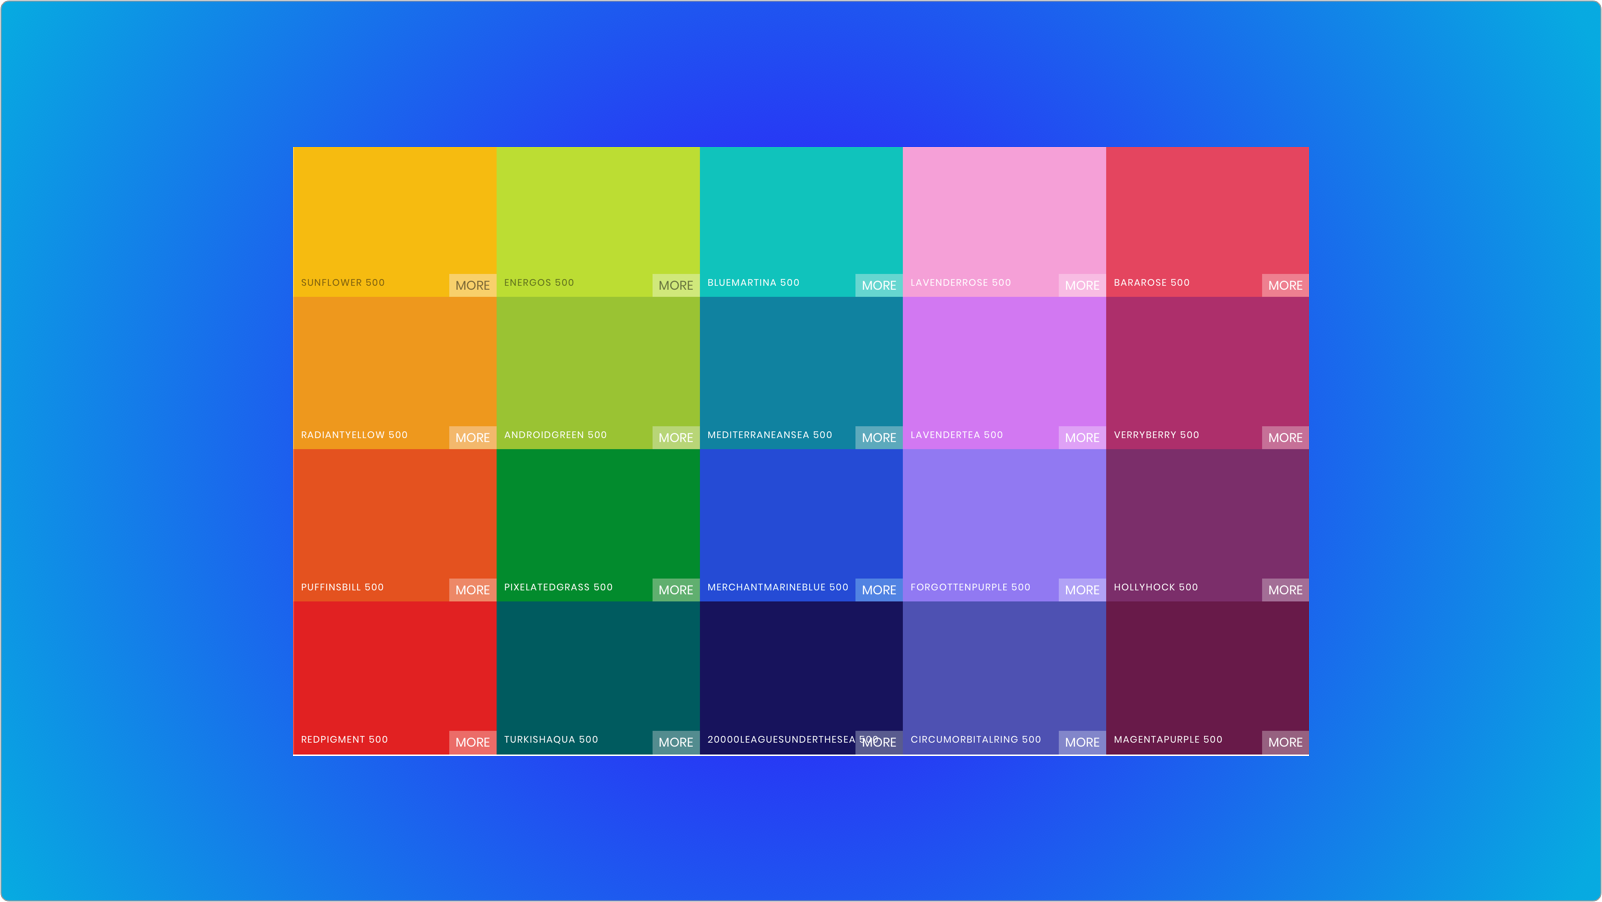 SUNFLOWER 500 MORE
ENERGOS 500 MORE
BLUEMARTINA 500 MORE
LAVENDERROSE 500 MORE
BARAROSE 500 MORE
RADIANTYELLOW 500 MORE
ANDROIDGREEN 500 MORE
MEDITERRANEANSEA 500 MORE
LAVENDERTEA 500 MORE
VERRYBERRY 500 MORE
PUFFINSBILL 500 MORE
PIXELATEDGRASS 500 MORE
MERCHANTMARINEBLUE 500 MORE
FORGOTTENPURPLE 500 MORE
HOLLYHOCK 500 MORE
REDPIGMENT 500 MORE
TURKISHAQUA 500 MORE
20000LEAGUESUNDERTHESEA 500 MORE
CIRCUMORBITALRING 500 MORE
MAGENTAPURPLE 500 MORE